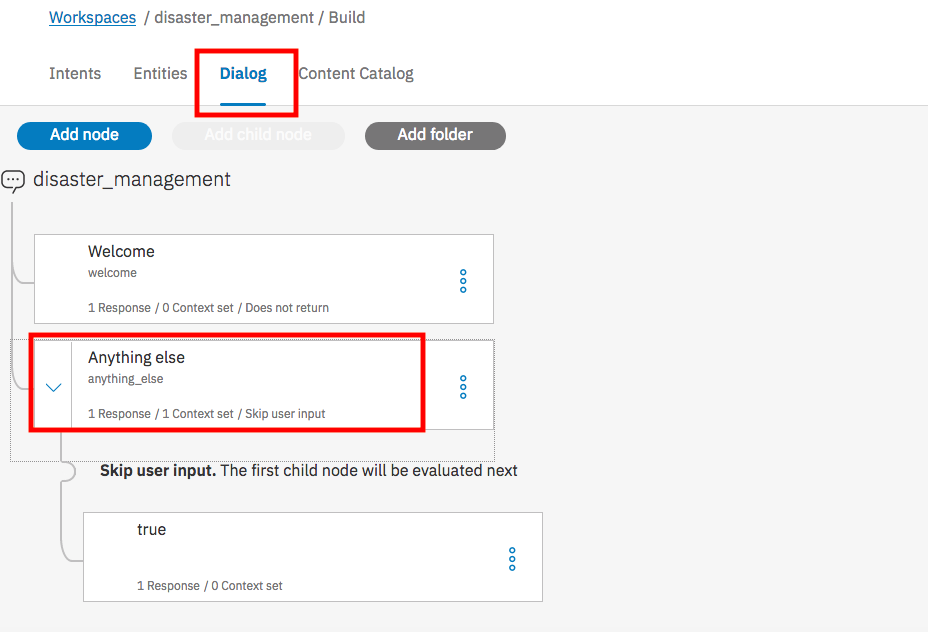 Workspaces / disaster_management / Build
Intents Entities Dialog Content Catalog
Add node Add child node Add folder
disaster_management
Welcome
welcome
1 Response / 0 Context set / Does not return
Anything else
anything_else
1 Response / 1 Context set / Skip user input
Skip user input. The first child node will be evaluated next
true
1 Response / 0 Context set